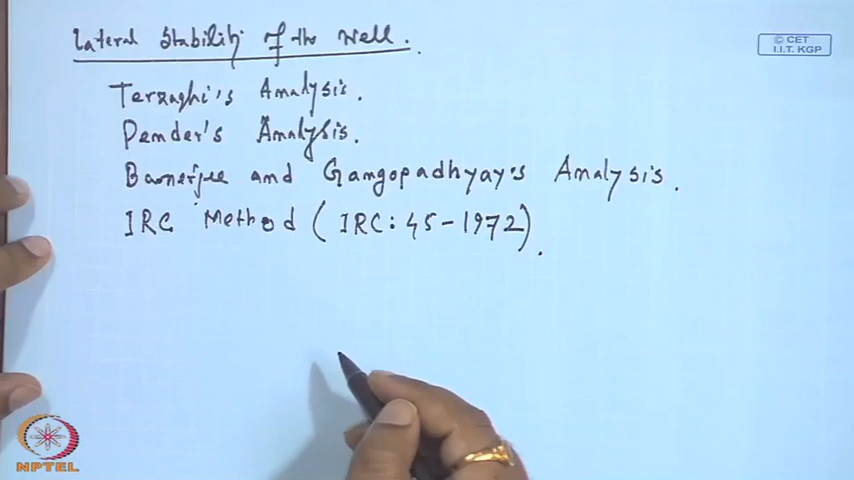 Lateral Stability of the Well.
© CET
I.I.T. KGP
Terzaghi's Analysis.
Pender's Analysis.
Banerjee and Gangopadhyay's Analysis.
IRC Method (IRC: 45-1972).
NPTEL